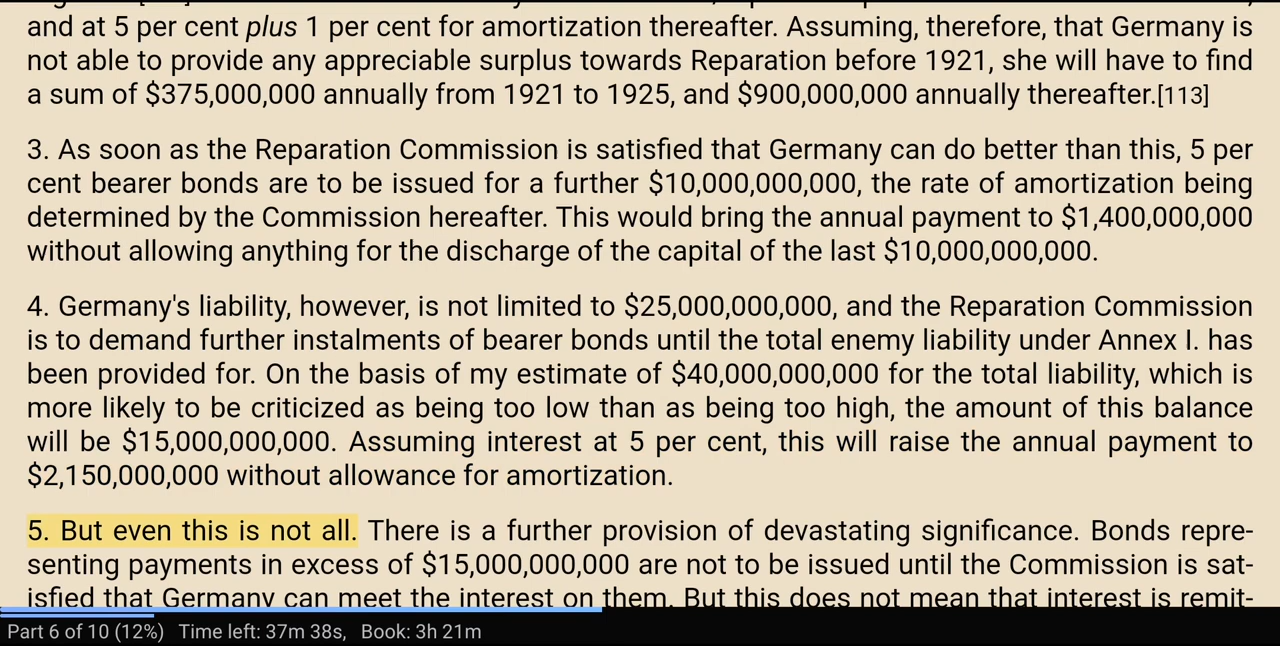 and at 5 per cent plus 1 per cent for amortization thereafter. Assuming, therefore, that Germany is
not able to provide any appreciable surplus towards Reparation before 1921, she will have to find
a sum of $375,000,000 annually from 1921 to 1925, and $900,000,000 annually thereafter.[113]
3. As soon as the Reparation Commission is satisfied that Germany can do better than this, 5 per
cent bearer bonds are to be issued for a further $10,000,000,000, the rate of amortization being
determined by the Commission hereafter. This would bring the annual payment to $1,400,000,000
without allowing anything for the discharge of the capital of the last $10,000,000,000.
4. Germany's liability, however, is not limited to $25,000,000,000, and the Reparation Commission
is to demand further instalments of bearer bonds until the total enemy liability under Annex I. has
been provided for. On the basis of my estimate of $40,000,000,000 for the total liability, which is
more likely to be criticized as being too low than as being too high, the amount of this balance
will be $15,000,000,000. Assuming interest at 5 per cent, this will raise the annual payment to
$2,150,000,000 without allowance for amortization.
5. But even this is not all. There is a further provision of devastating significance. Bonds repre-
senting payments in excess of $15,000,000,000 are not to be issued until the Commission is sat-
isfied that Germany can meet the interest on them. But this does not mean that interest is remit-
Part 6 of 10 (12%) Time left: 37m 38s, Book: 3h 21m